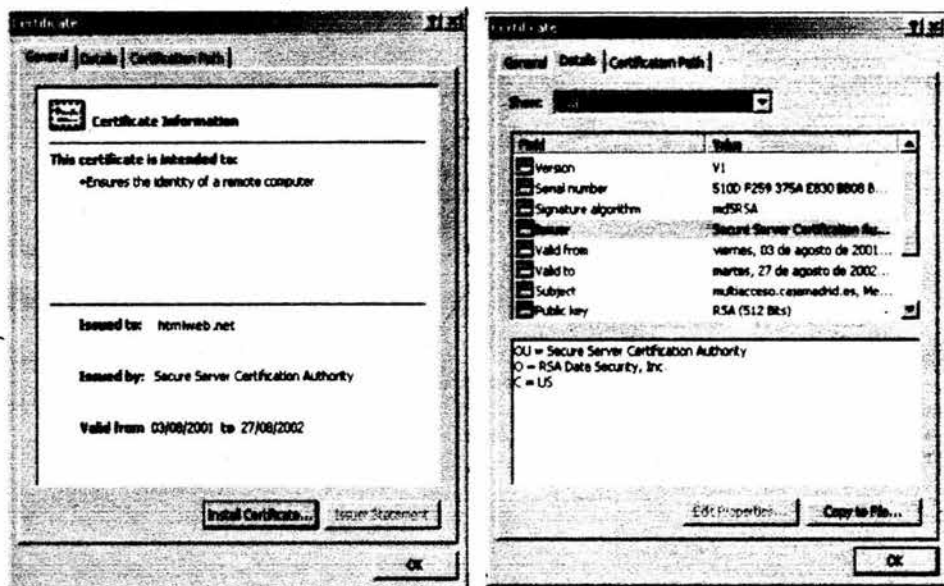 Certificate
General Details Certification Path
Certificate Information
This certificate is intended to:
•Ensures the identity of a remote computer
Issued to: htmlweb.net
Issued by: Secure Server Certification Authority
Valid from 03/08/2001 to 27/08/2002
Install Certificate... Issuer Statement
OK
Certificate
General Details Certification Path
Show:
Field Value
Version V1
Serial number 510D F259 375A E830 BB08 B...
Signature algorithm md5RSA
Issuer Secure Server Certification Au...
Valid from viernes, 03 de agosto de 2001...
Valid to martes, 27 de agosto de 2002...
Subject multiacceso.casamadrid.es, Me...
Public key RSA (512 Bits)
OU = Secure Server Certification Authority
O = RSA Data Security, Inc.
C = US
Edit Properties... Copy to File...
OK